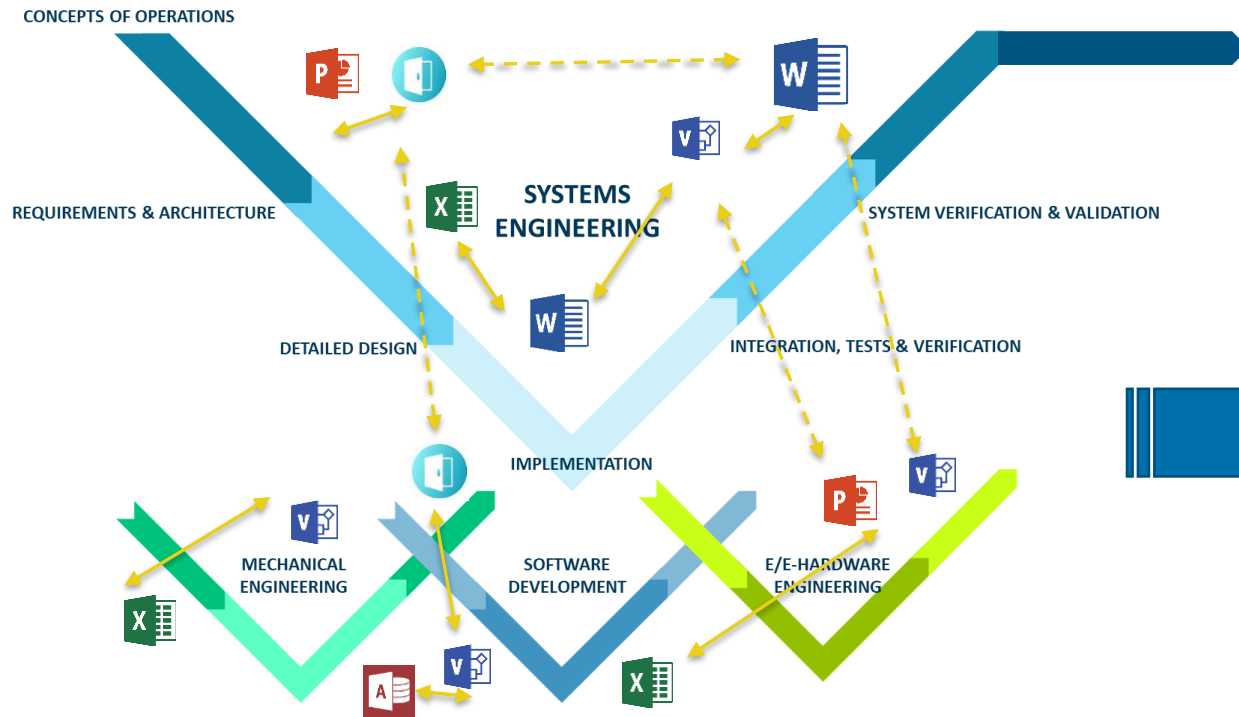 CONCEPTS OF OPERATIONS
P
W
V
X
SYSTEMS
ENGINEERING
REQUIREMENTS & ARCHITECTURE
SYSTEM VERIFICATION & VALIDATION
W
DETAILED DESIGN
INTEGRATION, TESTS & VERIFICATION
IMPLEMENTATION
V
P
V
MECHANICAL
ENGINEERING
SOFTWARE
DEVELOPMENT
E/E-HARDWARE
ENGINEERING
X
V
A
X